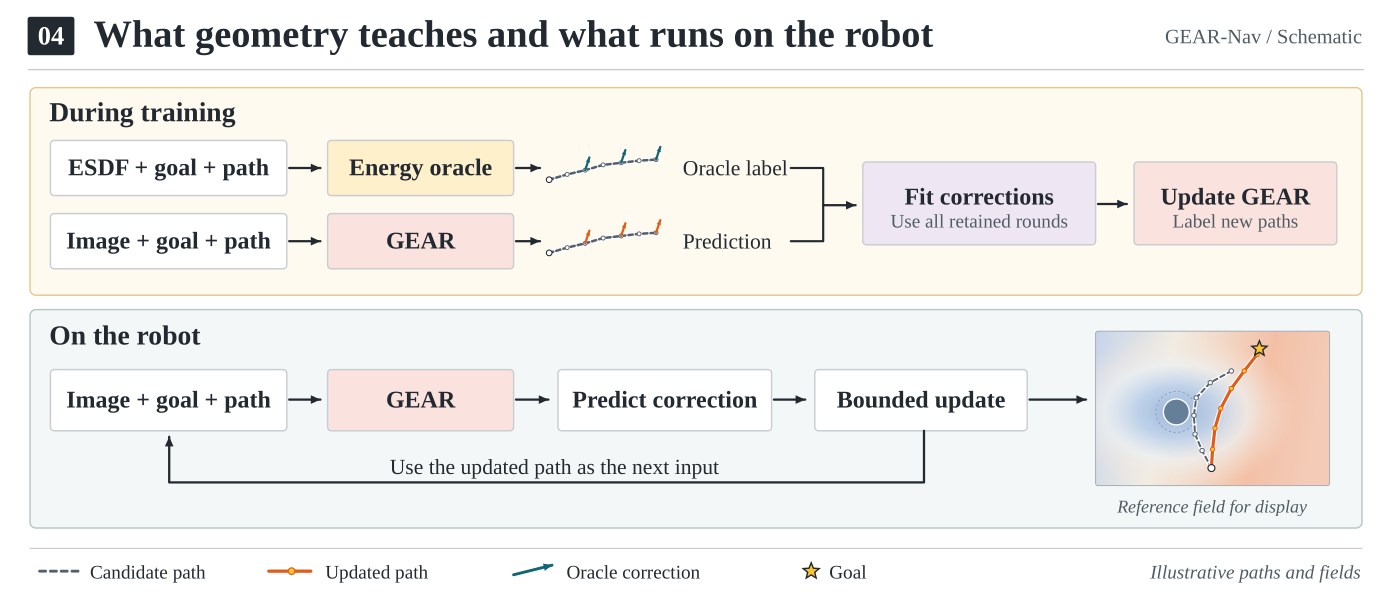 04
What geometry teaches and what runs on the robot
GEAR-Nav / Schematic
During training
ESDF + goal + path
Energy oracle
Oracle label
Image + goal + path
GEAR
Prediction
Fit corrections
Use all retained rounds
Update GEAR
Label new paths
On the robot
Image + goal + path
GEAR
Predict correction
Bounded update
Use the updated path as the next input
Reference field for display
Candidate path
Updated path
Oracle correction
Goal
Illustrative paths and fields